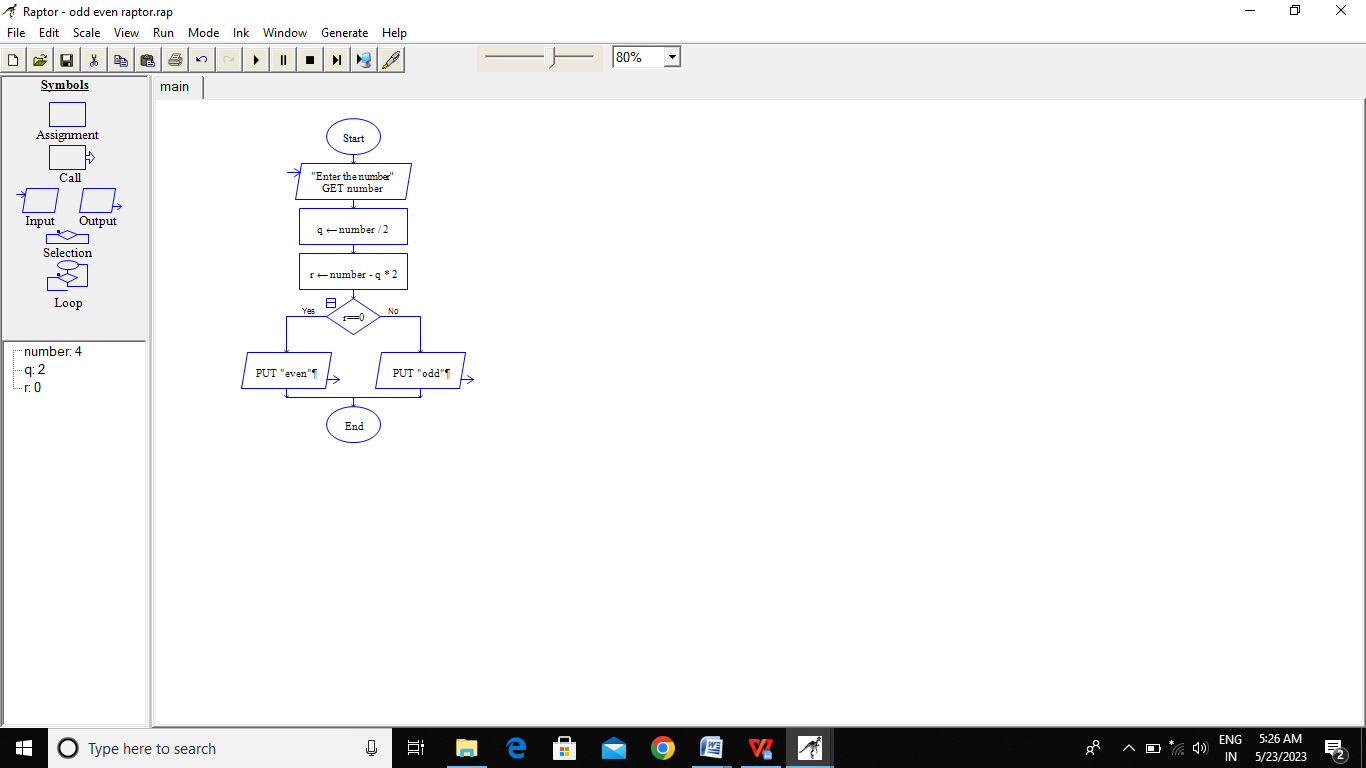 Raptor - odd even raptor.rap
File Edit Scale View Run Mode Ink Window Generate Help
80%
Symbols
Assignment
Call
Input Output
Selection
Loop
number: 4
q: 2
r: 0
main
Start
"Enter the number"
GET number
q ← number / 2
r ← number - q * 2
Yes r==0 No
PUT "even"¶ PUT "odd"¶
End
Type here to search
ENG
IN
5:26 AM
5/23/2023
2